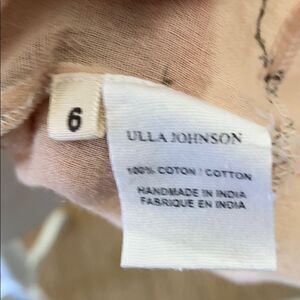 6
ULLA JOHNSON
100% COTON / COTTON
HANDMADE IN INDIA
FABRIQUE EN INDIA